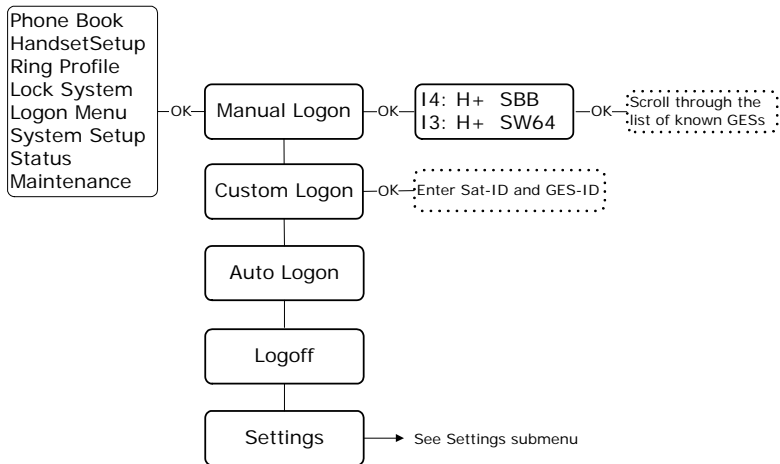 Phone Book
HandsetSetup
Ring Profile
Lock System
Logon Menu
System Setup
Status
Maintenance
OK
Manual Logon
OK
I4: H+ SBB
I3: H+ SW64
OK
Scroll through the
list of known GESs
Custom Logon
OK
Enter Sat-ID and GES-ID
Auto Logon
Logoff
Settings
See Settings submenu